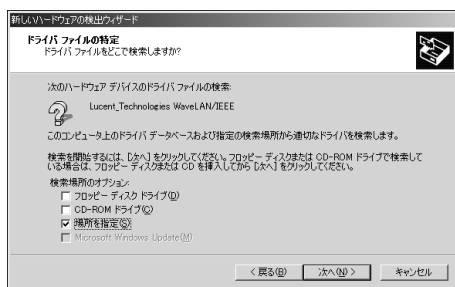 新しいハードウェアの検出ウィザード
ドライバ ファイルの特定
ドライバ ファイルをどこで検索しますか?
次のハードウェア デバイスのドライバ ファイルの検索:
Lucent_Technologies WaveLAN/IEEE
このコンピュータ上のドライバ データベースおよび指定の検索場所から適切なドライバを検索します。
検索を開始するには、[次へ] をクリックしてください。フロッピー ディスクまたは CD-ROM ドライブで検索して
いる場合は、フロッピー ディスクまたは CD を挿入してから [次へ] をクリックしてください。
検索場所のオプション:
フロッピー ディスク ドライブ(D)
CD-ROM ドライブ(C)
場所を指定(S)
Microsoft Windows Update(M)
< 戻る(B)
次へ(N) >
キャンセル